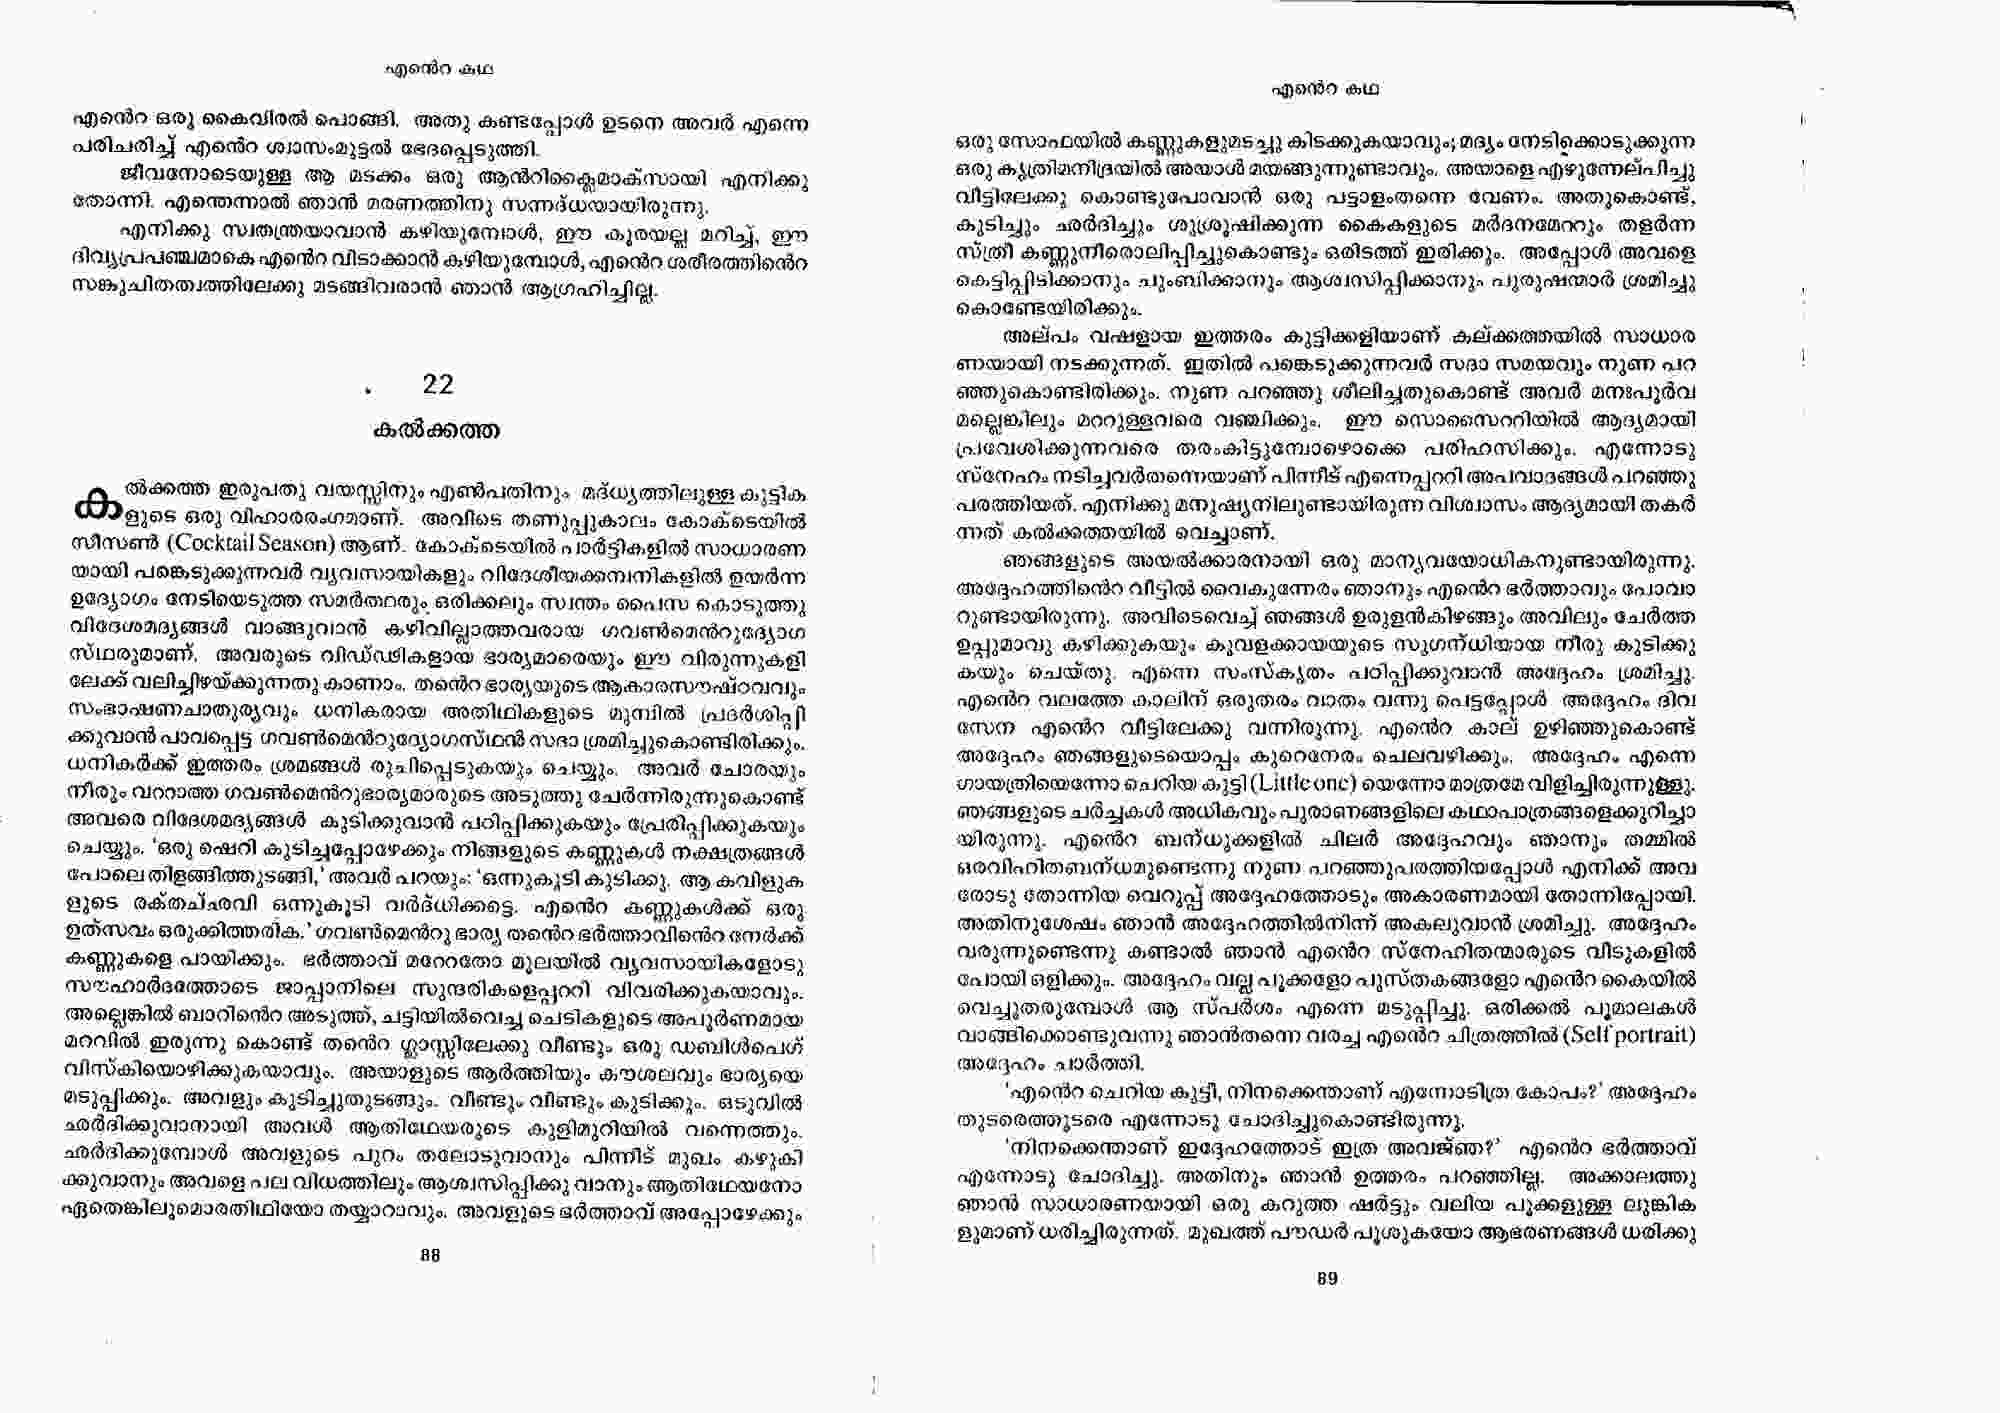 എന്റെ കഥ
എന്റെ ഒരു കൈവിരൽ പൊങ്ങി. അതു കണ്ടപ്പോൾ ഉടനെ അവർ എന്നെ
പരിചരിച്ച് എന്റെ ശ്വാസംമുട്ടൽ ഭേദപ്പെടുത്തി.
ജീവനോടെയുള്ള ആ മടക്കം ഒരു ആൻറിക്ലൈമാക്സായി എനിക്കു
തോന്നി. എന്തെന്നാൽ ഞാൻ മരണത്തിനു സന്നദ്ധയായിരുന്നു.
എനിക്കു സ്വതന്ത്രയാവാൻ കഴിയുമ്പോൾ, ഈ കൂരയല്ല മറിച്ച്, ഈ
ദിവ്യപ്രപഞ്ചമാകെ എന്റെ വീടാക്കാൻ കഴിയുമ്പോൾ, എന്റെ ശരീരത്തിന്റെ
സങ്കുചിതത്വത്തിലേക്കു മടങ്ങിവരാൻ ഞാൻ ആഗ്രഹിച്ചില്ല.
22
കൽക്കത്ത
കൽക്കത്ത ഇരുപതു വയസ്സിനും എൺപതിനും മദ്ധ്യത്തിലുള്ള കുട്ടിക
ളുടെ ഒരു വിഹാരരംഗമാണ്. അവിടെ തണുപ്പുകാലം കോക്ടെയിൽ
സീസൺ (Cocktail Season) ആണ്. കോക്ടെയിൽ പാർട്ടികളിൽ സാധാരണ
യായി പങ്കെടുക്കുന്നവർ വ്യവസായികളും വിദേശീയക്കമ്പനികളിൽ ഉയർന്ന
ഉദ്യോഗം നേടിയെടുത്ത സമർത്ഥരും ഒരിക്കലും സ്വന്തം പൈസ കൊടുത്തു
വിദേശമദ്യങ്ങൾ വാങ്ങുവാൻ കഴിവില്ലാത്തവരായ ഗവൺമെൻറുദ്യോഗ
സ്ഥരുമാണ്. അവരുടെ വിഡ്ഢികളായ ഭാര്യമാരെയും ഈ വിരുന്നുകളി
ലേക്ക് വലിച്ചിഴയ്ക്കുന്നതു കാണാം. തന്റെ ഭാര്യയുടെ ആകാരസൗഷ്ഠവവും
സംഭാഷണചാതുര്യവും ധനികരായ അതിഥികളുടെ മുമ്പിൽ പ്രദർശിപ്പി
ക്കുവാൻ പാവപ്പെട്ട ഗവൺമെൻറുദ്യോഗസ്ഥൻ സദാ ശ്രമിച്ചുകൊണ്ടിരിക്കും.
ധനികർക്ക് ഇത്തരം ശ്രമങ്ങൾ രുചിപ്പെടുകയും ചെയ്യും. അവർ ചോരയും
നീരും വററാത്ത ഗവൺമെൻറുഭാര്യമാരുടെ അടുത്തു ചേർന്നിരുന്നുകൊണ്ട്
അവരെ വിദേശമദ്യങ്ങൾ കുടിക്കുവാൻ പഠിപ്പിക്കുകയും പ്രേരിപ്പിക്കുകയും
ചെയ്യും. 'ഒരു ഷെറി കുടിച്ചപ്പോഴേക്കും നിങ്ങളുടെ കണ്ണുകൾ നക്ഷത്രങ്ങൾ
പോലെ തിളങ്ങിത്തുടങ്ങി,' അവർ പറയും: 'ഒന്നുകൂടി കുടിക്കു. ആ കവിളുക
ളുടെ രക്തച്ഛവി ഒന്നുകൂടി വർദ്ധിക്കട്ടെ. എന്റെ കണ്ണുകൾക്ക് ഒരു
ഉത്സവം ഒരുക്കിത്തരിക.' ഗവൺമെൻറു ഭാര്യ തന്റെ ഭർത്താവിന്റെ നേർക്ക്
കണ്ണുകളെ പായിക്കും. ഭർത്താവ് മറേറതോ മൂലയിൽ വ്യവസായികളോടു
സൗഹാർദത്തോടെ ജാപ്പാനിലെ സുന്ദരികളെപ്പററി വിവരിക്കുകയാവും.
അല്ലെങ്കിൽ ബാറിന്റെ അടുത്ത്, ചട്ടിയിൽവെച്ച ചെടികളുടെ അപൂർണമായ
മറവിൽ ഇരുന്നു കൊണ്ട് തന്റെ ഗ്ലാസ്സിലേക്കു വീണ്ടും ഒരു ഡബിൾപെഗ്
വിസ്കിയൊഴിക്കുകയാവും. അയാളുടെ ആർത്തിയും കൗശലവും ഭാര്യയെ
മടുപ്പിക്കും. അവളും കുടിച്ചുതുടങ്ങും. വീണ്ടും വീണ്ടും കുടിക്കും. ഒടുവിൽ
ഛർദിക്കുവാനായി അവൾ ആതിഥേയരുടെ കുളിമുറിയിൽ വന്നെത്തും.
ഛർദിക്കുമ്പോൾ അവളുടെ പുറം തലോടുവാനും പിന്നീട് മുഖം കഴുകി
ക്കുവാനും അവളെ പല വിധത്തിലും ആശ്വസിപ്പിക്കു വാനും ആതിഥേയനോ
ഏതെങ്കിലുമൊരതിഥിയോ തയ്യാറാവും. അവളുടെ ഭർത്താവ് അപ്പോഴേക്കും
88
എന്റെ കഥ
ഒരു സോഫയിൽ കണ്ണുകളുമടച്ചു കിടക്കുകയാവും; മദ്യം നേടിക്കൊടുക്കുന്ന
ഒരു കൃത്രിമനിദ്രയിൽ അയാൾ മയങ്ങുന്നുണ്ടാവും. അയാളെ എഴുന്നേല്പിച്ചു
വീട്ടിലേക്കു കൊണ്ടുപോവാൻ ഒരു പട്ടാളംതന്നെ വേണം. അതുകൊണ്ട്,
കുടിച്ചും ഛർദിച്ചും ശുശ്രൂഷിക്കുന്ന കൈകളുടെ മർദനമേററും തളർന്ന
സ്ത്രീ കണ്ണുനീരൊലിപ്പിച്ചുകൊണ്ടും ഒരിടത്ത് ഇരിക്കും. അപ്പോൾ അവളെ
കെട്ടിപ്പിടിക്കാനും ചുംബിക്കാനും ആശ്വസിപ്പിക്കാനും പുരുഷന്മാർ ശ്രമിച്ചു
കൊണ്ടേയിരിക്കും.
അല്പം വഷളായ ഇത്തരം കുട്ടിക്കളിയാണ് കല്ക്കത്തയിൽ സാധാര
ണയായി നടക്കുന്നത്. ഇതിൽ പങ്കെടുക്കുന്നവർ സദാ സമയവും നുണ പറ
ഞ്ഞുകൊണ്ടിരിക്കും. നുണ പറഞ്ഞു ശീലിച്ചതുകൊണ്ട് അവർ മനഃപൂർവ
മല്ലെങ്കിലും മററുള്ളവരെ വഞ്ചിക്കും. ഈ സൊസൈററിയിൽ ആദ്യമായി
പ്രവേശിക്കുന്നവരെ തരംകിട്ടുമ്പോഴൊക്കെ പരിഹസിക്കും. എന്നോടു
സ്നേഹം നടിച്ചവർതന്നെയാണ് പിന്നീട് എന്നെപ്പററി അപവാദങ്ങൾ പറഞ്ഞു
പരത്തിയത്. എനിക്കു മനുഷ്യനിലുണ്ടായിരുന്ന വിശ്വാസം ആദ്യമായി തകർ
ന്നത് കൽക്കത്തയിൽ വെച്ചാണ്.
ഞങ്ങളുടെ അയൽക്കാരനായി ഒരു മാന്യവയോധികനുണ്ടായിരുന്നു.
അദ്ദേഹത്തിന്റെ വീട്ടിൽ വൈകുന്നേരം ഞാനും എന്റെ ഭർത്താവും പോവാ
റുണ്ടായിരുന്നു. അവിടെവെച്ച് ഞങ്ങൾ ഉരുളൻകിഴങ്ങും അവിലും ചേർത്ത
ഉപ്പുമാവു കഴിക്കുകയും കൂവളക്കായയുടെ സുഗന്ധിയായ നീരു കുടിക്കു
കയും ചെയ്തു. എന്നെ സംസ്കൃതം പഠിപ്പിക്കുവാൻ അദ്ദേഹം ശ്രമിച്ചു.
എന്റെ വലത്തേ കാലിന് ഒരുതരം വാതം വന്നു പെട്ടപ്പോൾ അദ്ദേഹം ദിവ
സേന എന്റെ വീട്ടിലേക്കു വന്നിരുന്നു. എന്റെ കാല് ഉഴിഞ്ഞുകൊണ്ട്
അദ്ദേഹം ഞങ്ങളുടെയൊപ്പം കുറെനേരം ചെലവഴിക്കും. അദ്ദേഹം എന്നെ
ഗായത്രിയെന്നോ ചെറിയ കുട്ടി (Little one) യെന്നോ മാത്രമേ വിളിച്ചിരുന്നുള്ളു.
ഞങ്ങളുടെ ചർച്ചകൾ അധികവും പുരാണങ്ങളിലെ കഥാപാത്രങ്ങളെക്കുറിച്ചാ
യിരുന്നു. എന്റെ ബന്ധുക്കളിൽ ചിലർ അദ്ദേഹവും ഞാനും തമ്മിൽ
ഒരവിഹിതബന്ധമുണ്ടെന്നു നുണ പറഞ്ഞുപരത്തിയപ്പോൾ എനിക്ക് അവ
രോടു തോന്നിയ വെറുപ്പ് അദ്ദേഹത്തോടും അകാരണമായി തോന്നിപ്പോയി.
അതിനുശേഷം ഞാൻ അദ്ദേഹത്തിൽനിന്ന് അകലുവാൻ ശ്രമിച്ചു. അദ്ദേഹം
വരുന്നുണ്ടെന്നു കണ്ടാൽ ഞാൻ എന്റെ സ്നേഹിതന്മാരുടെ വീടുകളിൽ
പോയി ഒളിക്കും. അദ്ദേഹം വല്ല പൂക്കളോ പുസ്തകങ്ങളോ എന്റെ കൈയിൽ
വെച്ചുതരുമ്പോൾ ആ സ്പർശം എന്നെ മടുപ്പിച്ചു. ഒരിക്കൽ പൂമാലകൾ
വാങ്ങിക്കൊണ്ടുവന്നു ഞാൻതന്നെ വരച്ച എന്റെ ചിത്രത്തിൽ (Self portrait)
അദ്ദേഹം ചാർത്തി.
'എന്റെ ചെറിയ കുട്ടീ, നിനക്കെന്താണ് എന്നോടിത്ര കോപം?' അദ്ദേഹം
തുടരെത്തുടരെ എന്നോടു ചോദിച്ചുകൊണ്ടിരുന്നു.
'നിനക്കെന്താണ് ഇദ്ദേഹത്തോട് ഇത്ര അവജ്ഞ?' എന്റെ ഭർത്താവ്
എന്നോടു ചോദിച്ചു. അതിനും ഞാൻ ഉത്തരം പറഞ്ഞില്ല. അക്കാലത്തു
ഞാൻ സാധാരണയായി ഒരു കറുത്ത ഷർട്ടും വലിയ പൂക്കളുള്ള ലുങ്കിക
ളുമാണ് ധരിച്ചിരുന്നത്. മുഖത്ത് പൗഡർ പൂശുകയോ ആഭരണങ്ങൾ ധരിക്കു
89